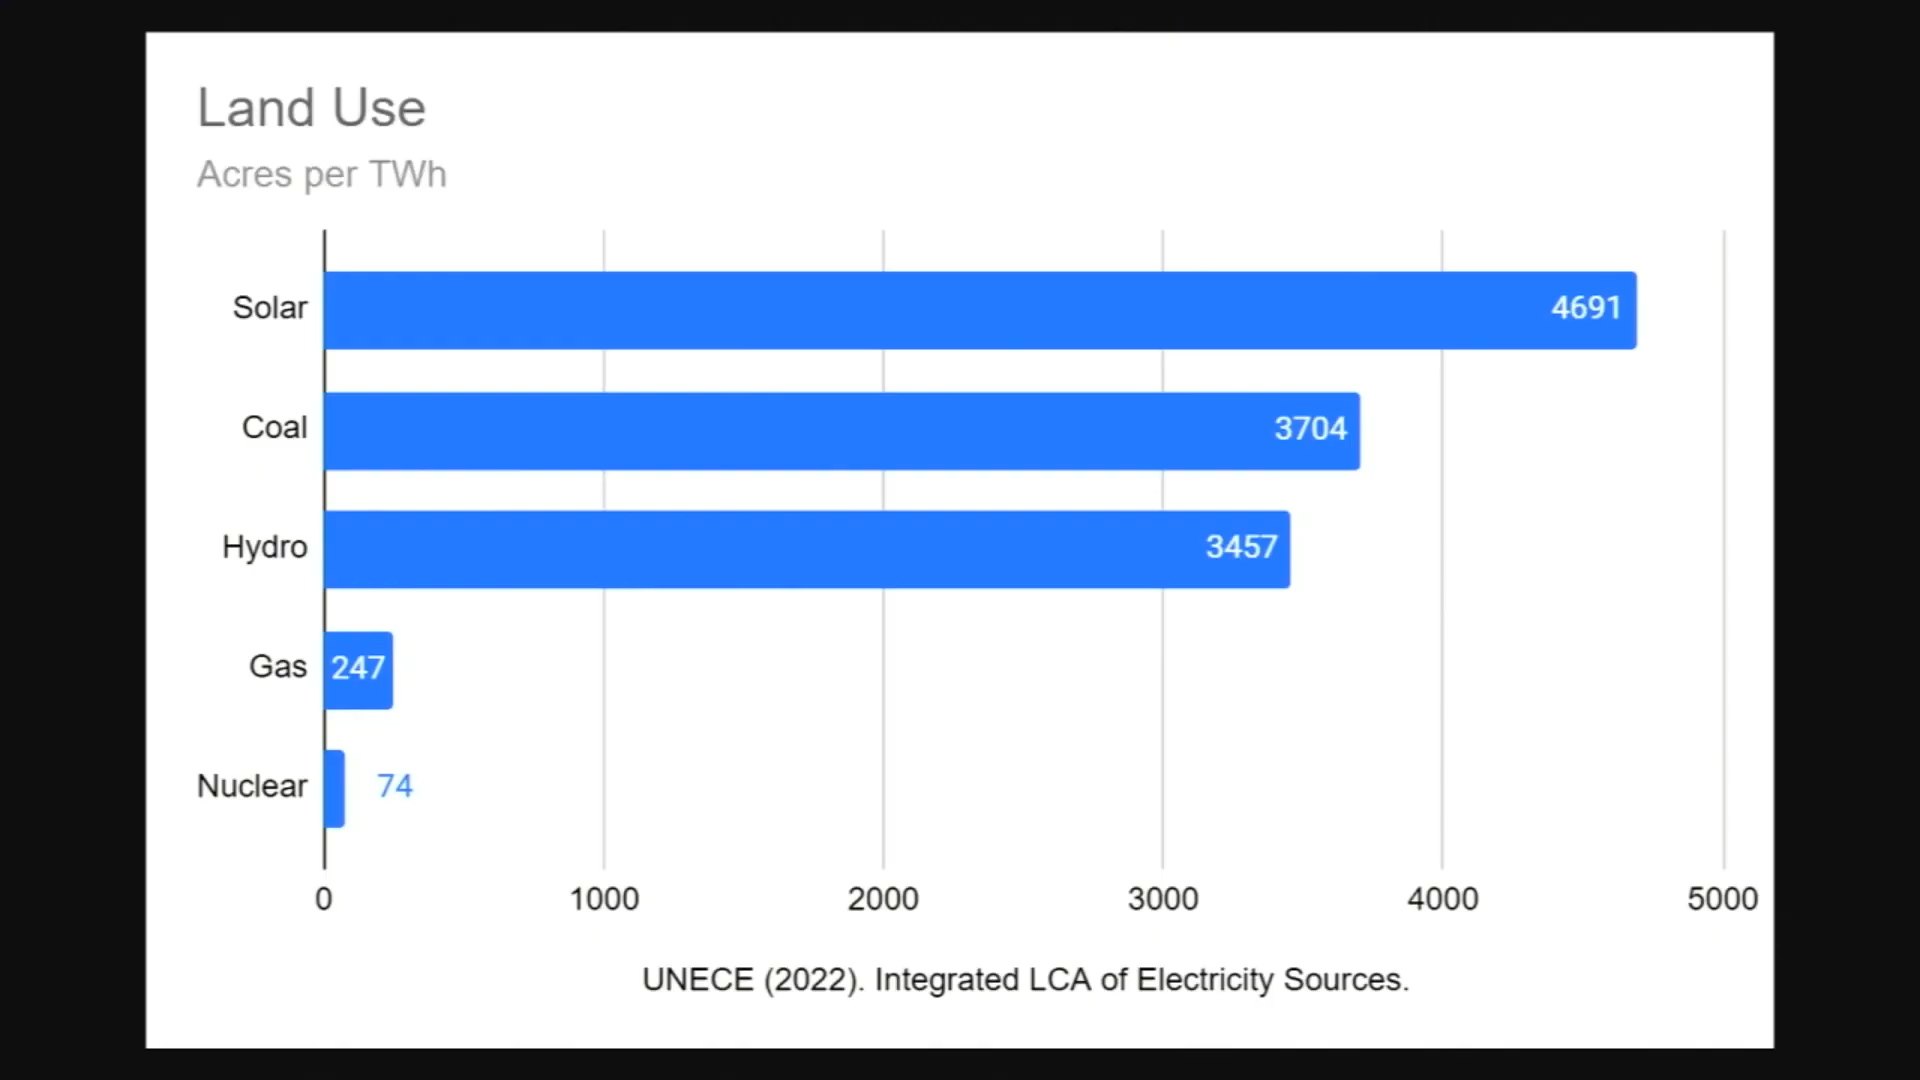 Land Use
Acres per TWh
Solar 4691
Coal 3704
Hydro 3457
Gas 247
Nuclear 74
0 1000 2000 3000 4000 5000
UNECE (2022). Integrated LCA of Electricity Sources.